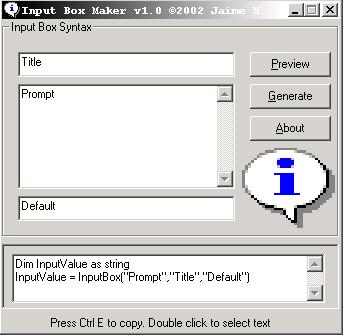 Input Box Maker v1.0 ©2002 Jaime M.
Input Box Syntax
Title
Preview
Prompt
Generate
About
i
Default
Dim InputValue as string
InputValue = InputBox("Prompt","Title","Default")
Press Ctrl E to copy. Double click to select text